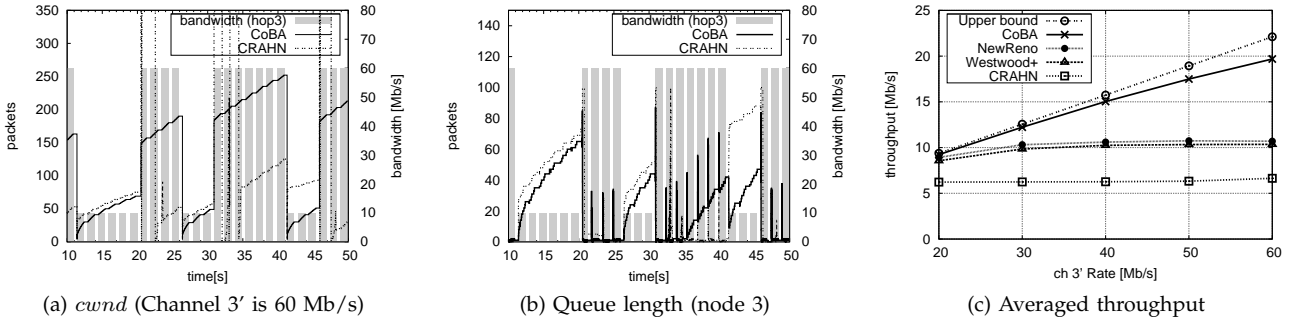 bandwidth (hop3)
CoBA
CRAHN
350
300
250
200
150
100
50
0
packets
80
70
60
50
40
30
20
10
0
bandwidth [Mb/s]
10 15 20 25 30 35 40 45 50
time[s]
(a) cwnd (Channel 3′ is 60 Mb/s)
bandwidth (hop3)
CoBA
CRAHN
140
120
100
80
60
40
20
0
packets
80
70
60
50
40
30
20
10
0
bandwidth [Mb/s]
10 15 20 25 30 35 40 45 50
time[s]
(b) Queue length (node 3)
Upper bound
CoBA
NewReno
Westwood+
CRAHN
25
20
15
10
5
0
throughput [Mb/s]
20 30 40 50 60
ch 3' Rate [Mb/s]
(c) Averaged throughput